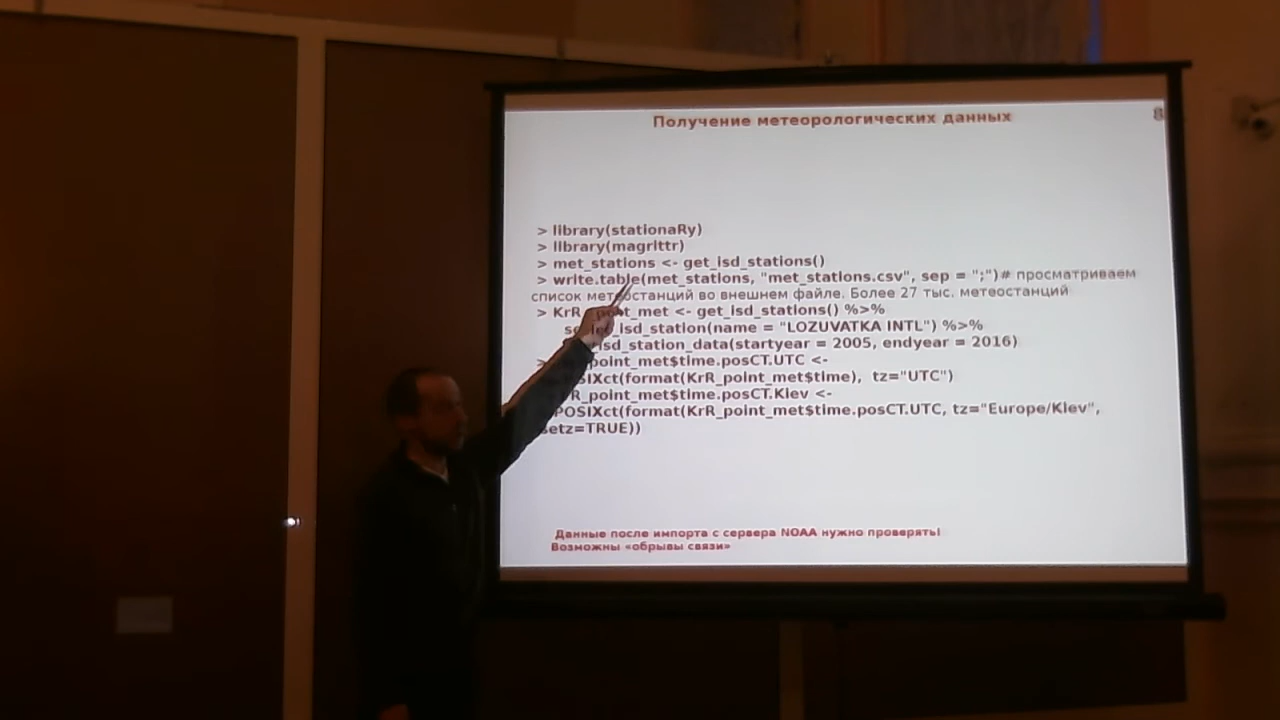 Получение метеорологических данных
8
> library(stationaRy)
> library(magrittr)
> met_stations <- get_isd_stations()
> write.table(met_stations, "met_stations.csv", sep = ";")# просматриваем
список метеостанций во внешнем файле. Более 27 тыс. метеостанций
> KrR_point_met <- get_isd_stations() %>%
isd_station(name = "LOZUVATKA INTL") %>%
isd_station_data(startyear = 2005, endyear = 2016)
> point_met$time.posCT.UTC <-
SIXct(format(KrR_point_met$time), tz="UTC")
R_point_met$time.posCT.Kiev <-
POSIXct(format(KrR_point_met$time.posCT.UTC, tz="Europe/Kiev",
setz=TRUE))
Данные после импорта с сервера NOAA нужно проверять!
Возможны «обрывы связи»